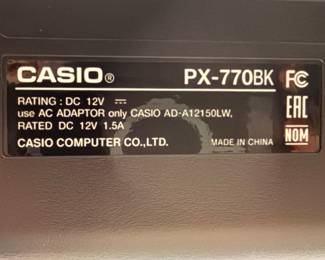 CASIO® PX-770BK FC
RATING : DC 12V ⎓
use AC ADAPTOR only CASIO AD-A12150LW,
RATED DC 12V 1.5A
CASIO COMPUTER CO.,LTD. MADE IN CHINA
EAC
NOM